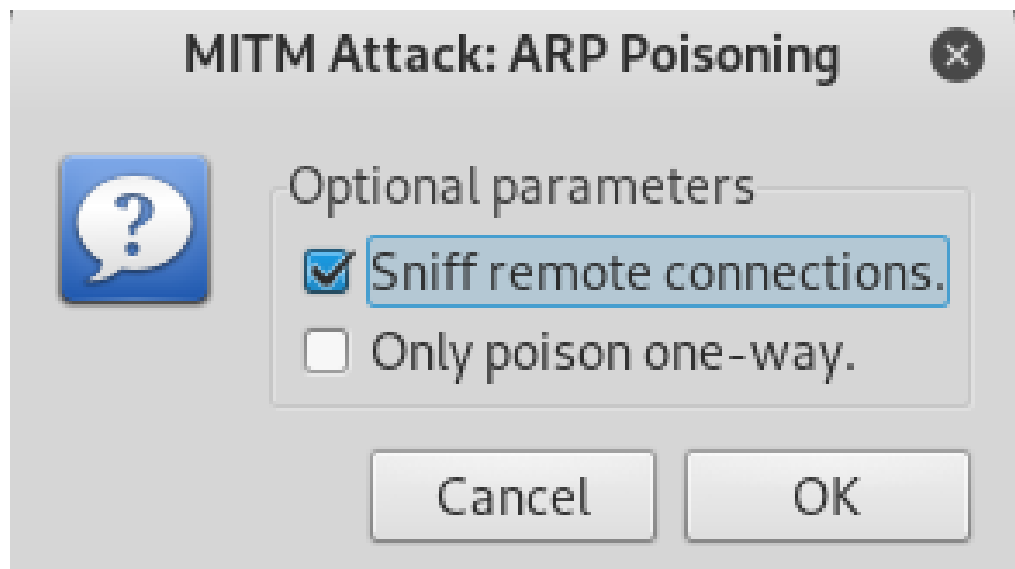 MITM Attack: ARP Poisoning
?
Optional parameters
Sniff remote connections.
Only poison one-way.
Cancel
OK